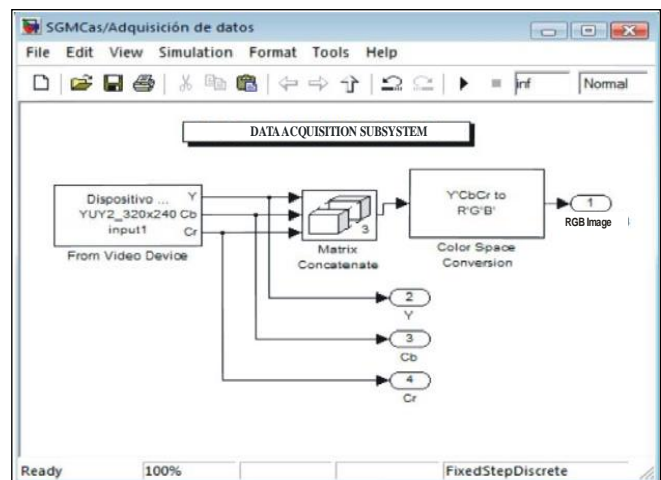 SGMCas/Adquisición de datos
File Edit View Simulation Format Tools Help
inf Normal
DATA ACQUISITION SUBSYSTEM
Dispositivo ... Y
YUY2_320x240 Cb
input1 Cr
From Video Device
3
Matrix
Concatenate
Y'CbCr to
R'G'B'
Color Space
Conversion
1
RGB Image
2
Y
3
Cb
4
Cr
Ready 100% FixedStepDiscrete